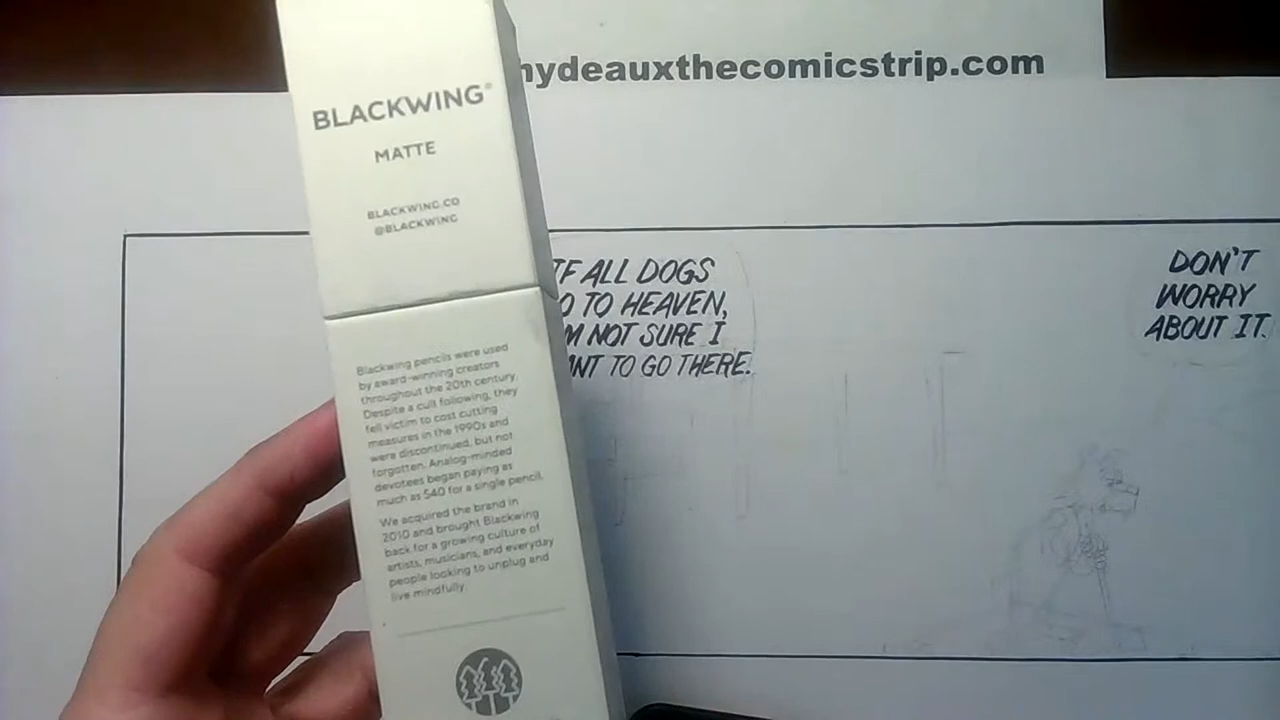 hydeauxthecomicstrip.com
BLACKWING®
MATTE
BLACKWING.CO
@BLACKWING
Blackwing pencils were used
by award-winning creators
throughout the 20th century.
Despite a cult following, they
fell victim to cost cutting
measures in the 1990s and
were discontinued, but not
forgotten. Analog-minded
devotees began paying as
much as $40 for a single pencil.
We acquired the brand in
2010 and brought Blackwing
back for a growing culture of
artists, musicians, and everyday
people looking to unplug and
live mindfully.
IF ALL DOGS
O TO HEAVEN,
M NOT SURE I
ANT TO GO THERE.
DON'T
WORRY
ABOUT IT.